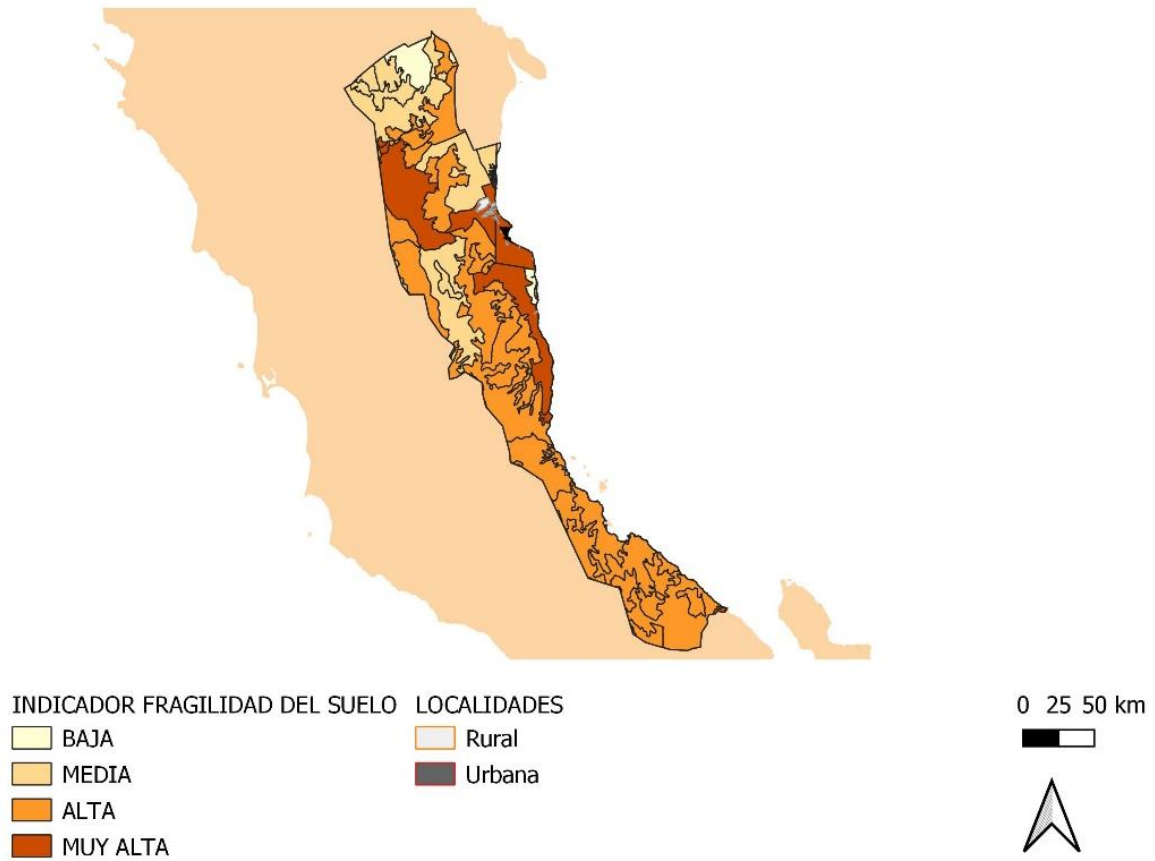 INDICADOR FRAGILIDAD DEL SUELO
BAJA
MEDIA
ALTA
MUY ALTA
LOCALIDADES
Rural
Urbana
0 25 50 km